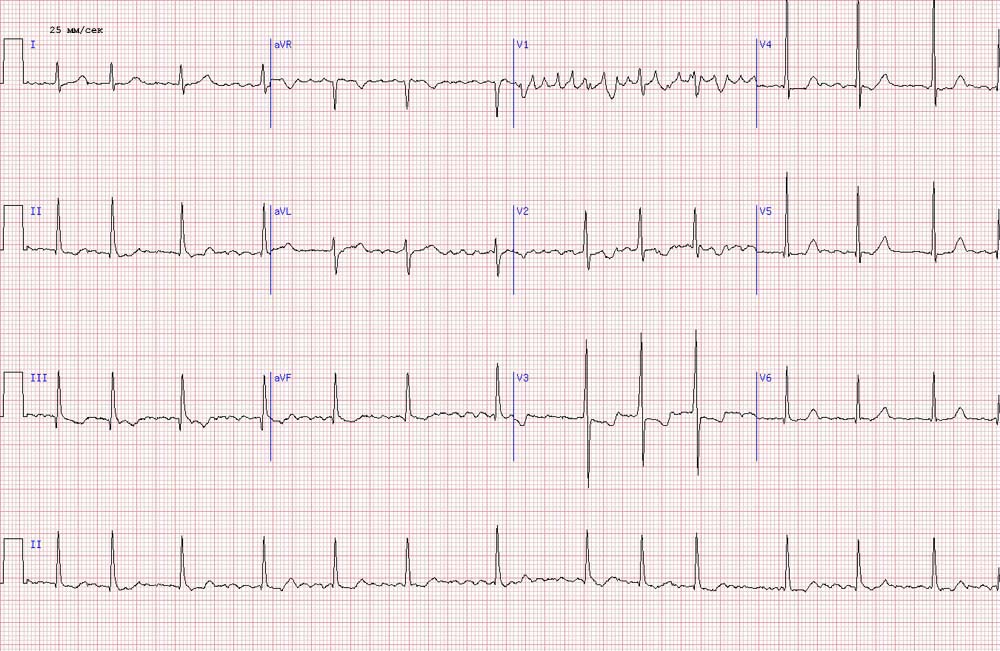 25 мм/сек
I aVR V1 V4
II aVL V2 V5
III aVF V3 V6
II